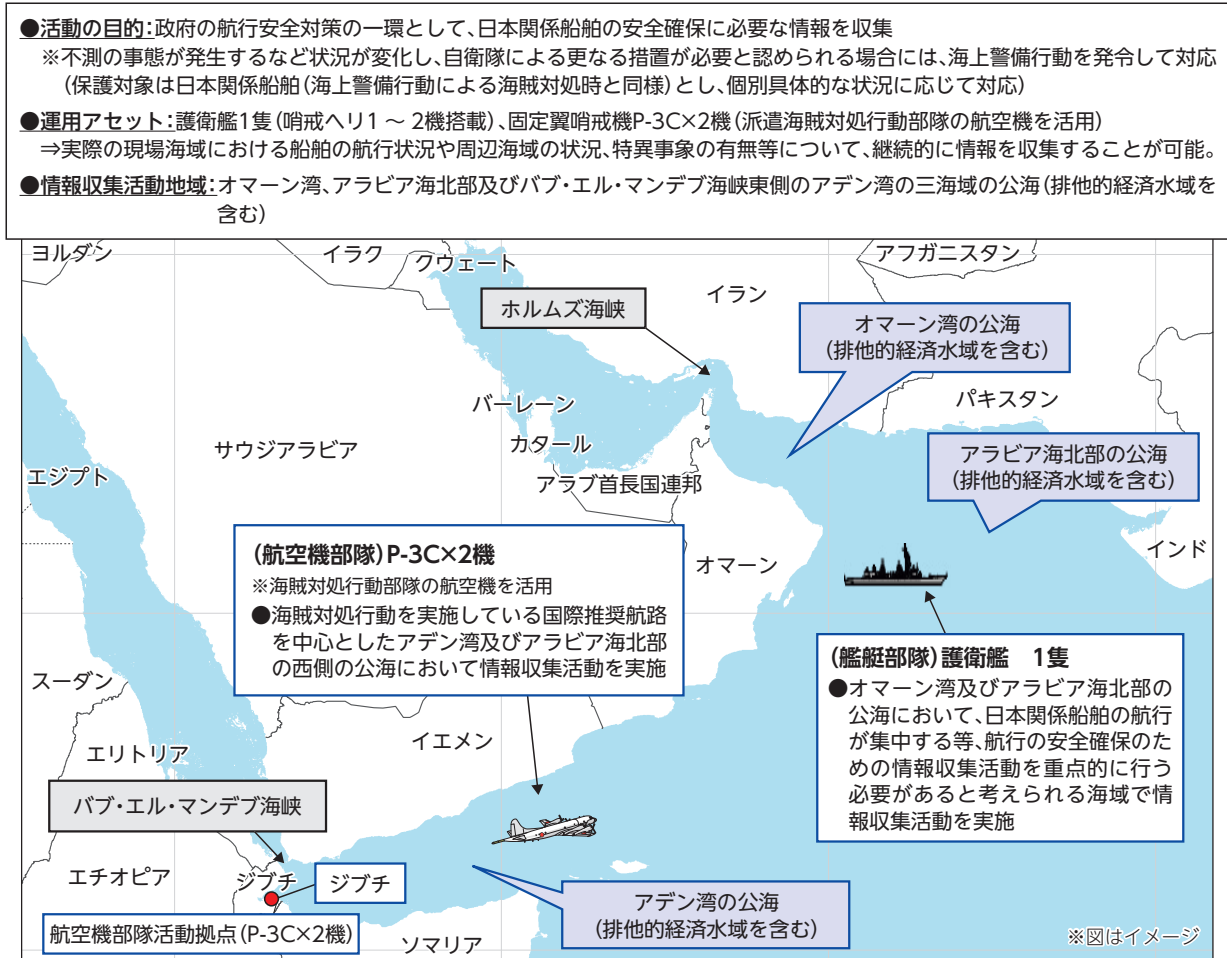 ●活動の目的:政府の航行安全対策の一環として、日本関係船舶の安全確保に必要な情報を収集
※不測の事態が発生するなど状況が変化し、自衛隊による更なる措置が必要と認められる場合には、海上警備行動を発令して対応
(保護対象は日本関係船舶(海上警備行動による海賊対処時と同様)とし、個別具体的な状況に応じて対応)
●運用アセット:護衛艦1隻(哨戒ヘリ1 ～ 2機搭載)、固定翼哨戒機P-3C×2機(派遣海賊対処行動部隊の航空機を活用)
⇒実際の現場海域における船舶の航行状況や周辺海域の状況、特異事象の有無等について、継続的に情報を収集することが可能。
●情報収集活動地域:オマーン湾、アラビア海北部及びバブ・エル・マンデブ海峡東側のアデン湾の三海域の公海(排他的経済水域を
含む)
ヨルダン
イラク
クウェート
アフガニスタン
イラン
ホルムズ海峡
オマーン湾の公海
(排他的経済水域を含む)
パキスタン
バーレーン
カタール
サウジアラビア
アラブ首長国連邦
アラビア海北部の公海
(排他的経済水域を含む)
エジプト
インド
オマーン
(航空機部隊)P-3C×2機
※海賊対処行動部隊の航空機を活用
●海賊対処行動を実施している国際推奨航路
を中心としたアデン湾及びアラビア海北部
の西側の公海において情報収集活動を実施
(艦艇部隊)護衛艦　1隻
●オマーン湾及びアラビア海北部の
公海において、日本関係船舶の航行
が集中する等、航行の安全確保のた
めの情報収集活動を重点的に行う
必要があると考えられる海域で情
報収集活動を実施
スーダン
エリトリア
イエメン
バブ・エル・マンデブ海峡
エチオピア
ジブチ
ジブチ
アデン湾の公海
(排他的経済水域を含む)
航空機部隊活動拠点(P-3C×2機)
ソマリア
※図はイメージ